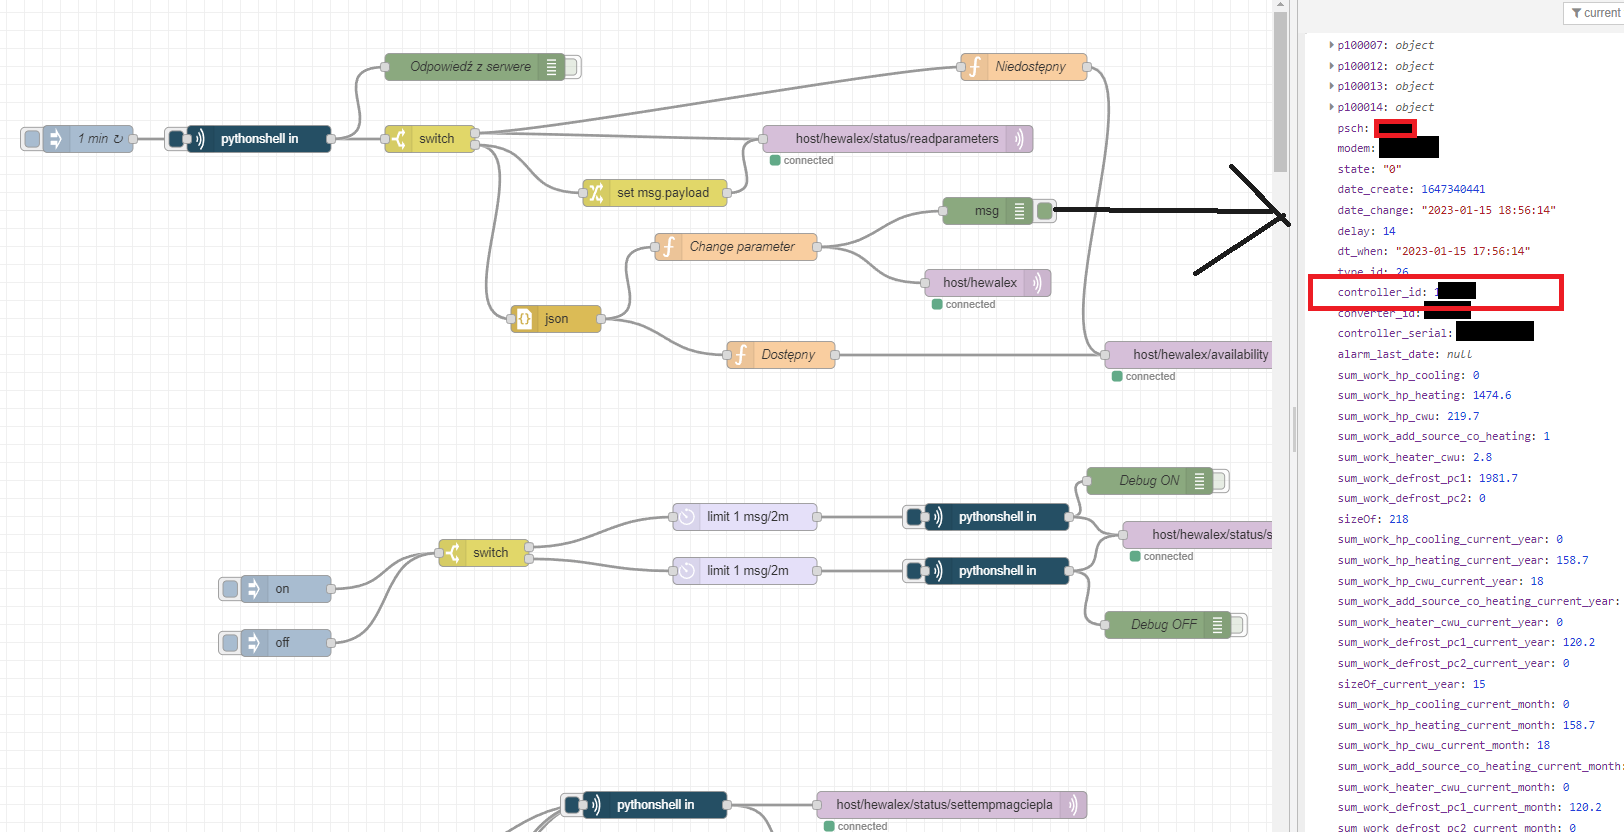 current
Odpowiedź z serwere
Niedostępny
1 min ↻
pythonshell in
switch
host/hewalex/status/readparameters
connected
set msg.payload
msg
Change parameter
host/hewalex
connected
json
Dostępny
host/hewalex/availability
connected
Debug ON
limit 1 msg/2m
pythonshell in
host/hewalex/status/s
connected
switch
limit 1 msg/2m
pythonshell in
on
Debug OFF
off
pythonshell in
host/hewalex/status/settempmagciepla
connected
p100007: object
p100012: object
p100013: object
p100014: object
psch:
modem:
state: "0"
date_create: 1647340441
date_change: "2023-01-15 18:56:14"
delay: 14
dt_when: "2023-01-15 17:56:14"
type_id: 26
controller_id: 1
converter_id:
controller_serial:
alarm_last_date: null
sum_work_hp_cooling: 0
sum_work_hp_heating: 1474.6
sum_work_hp_cwu: 219.7
sum_work_add_source_co_heating: 1
sum_work_heater_cwu: 2.8
sum_work_defrost_pc1: 1981.7
sum_work_defrost_pc2: 0
sizeOf: 218
sum_work_hp_cooling_current_year: 0
sum_work_hp_heating_current_year: 158.7
sum_work_hp_cwu_current_year: 18
sum_work_add_source_co_heating_current_year:
sum_work_heater_cwu_current_year: 0
sum_work_defrost_pc1_current_year: 120.2
sum_work_defrost_pc2_current_year: 0
sizeOf_current_year: 15
sum_work_hp_cooling_current_month: 0
sum_work_hp_heating_current_month: 158.7
sum_work_hp_cwu_current_month: 18
sum_work_add_source_co_heating_current_month:
sum_work_heater_cwu_current_month: 0
sum_work_defrost_pc1_current_month: 120.2
sum_work_defrost_pc2_current_month: 0